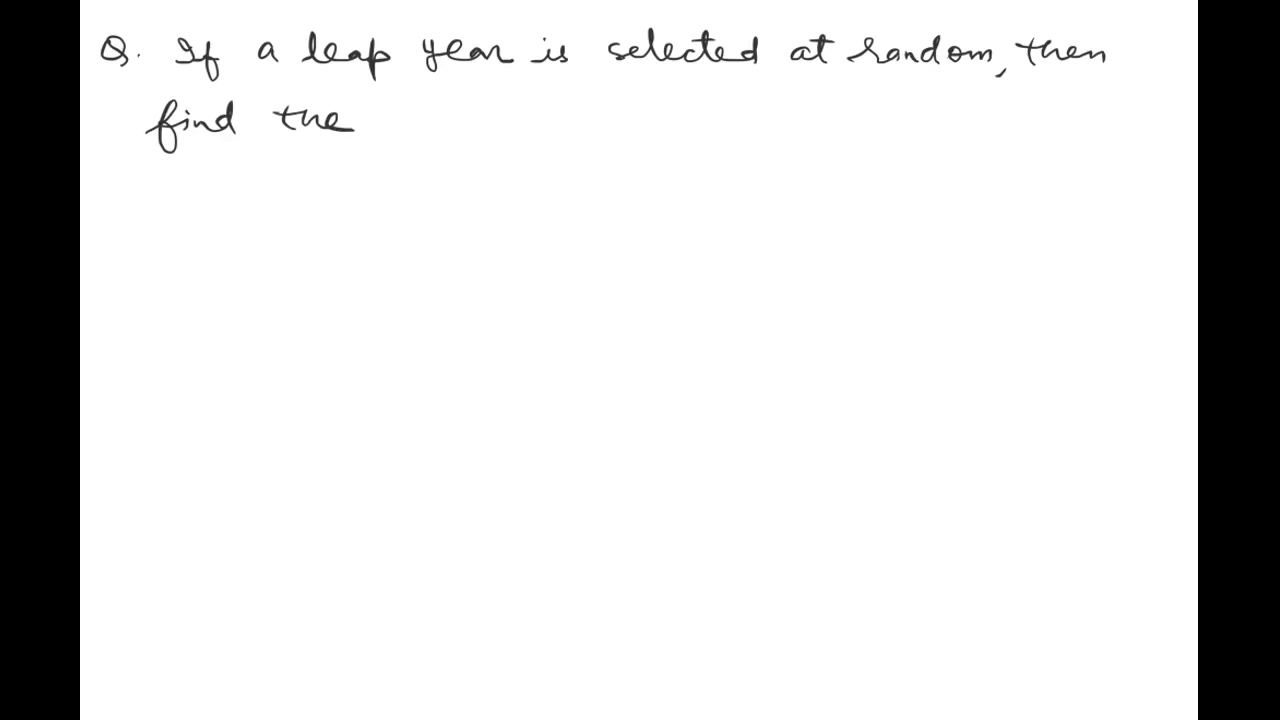 Q. If a leap year is selected at random, then
find the